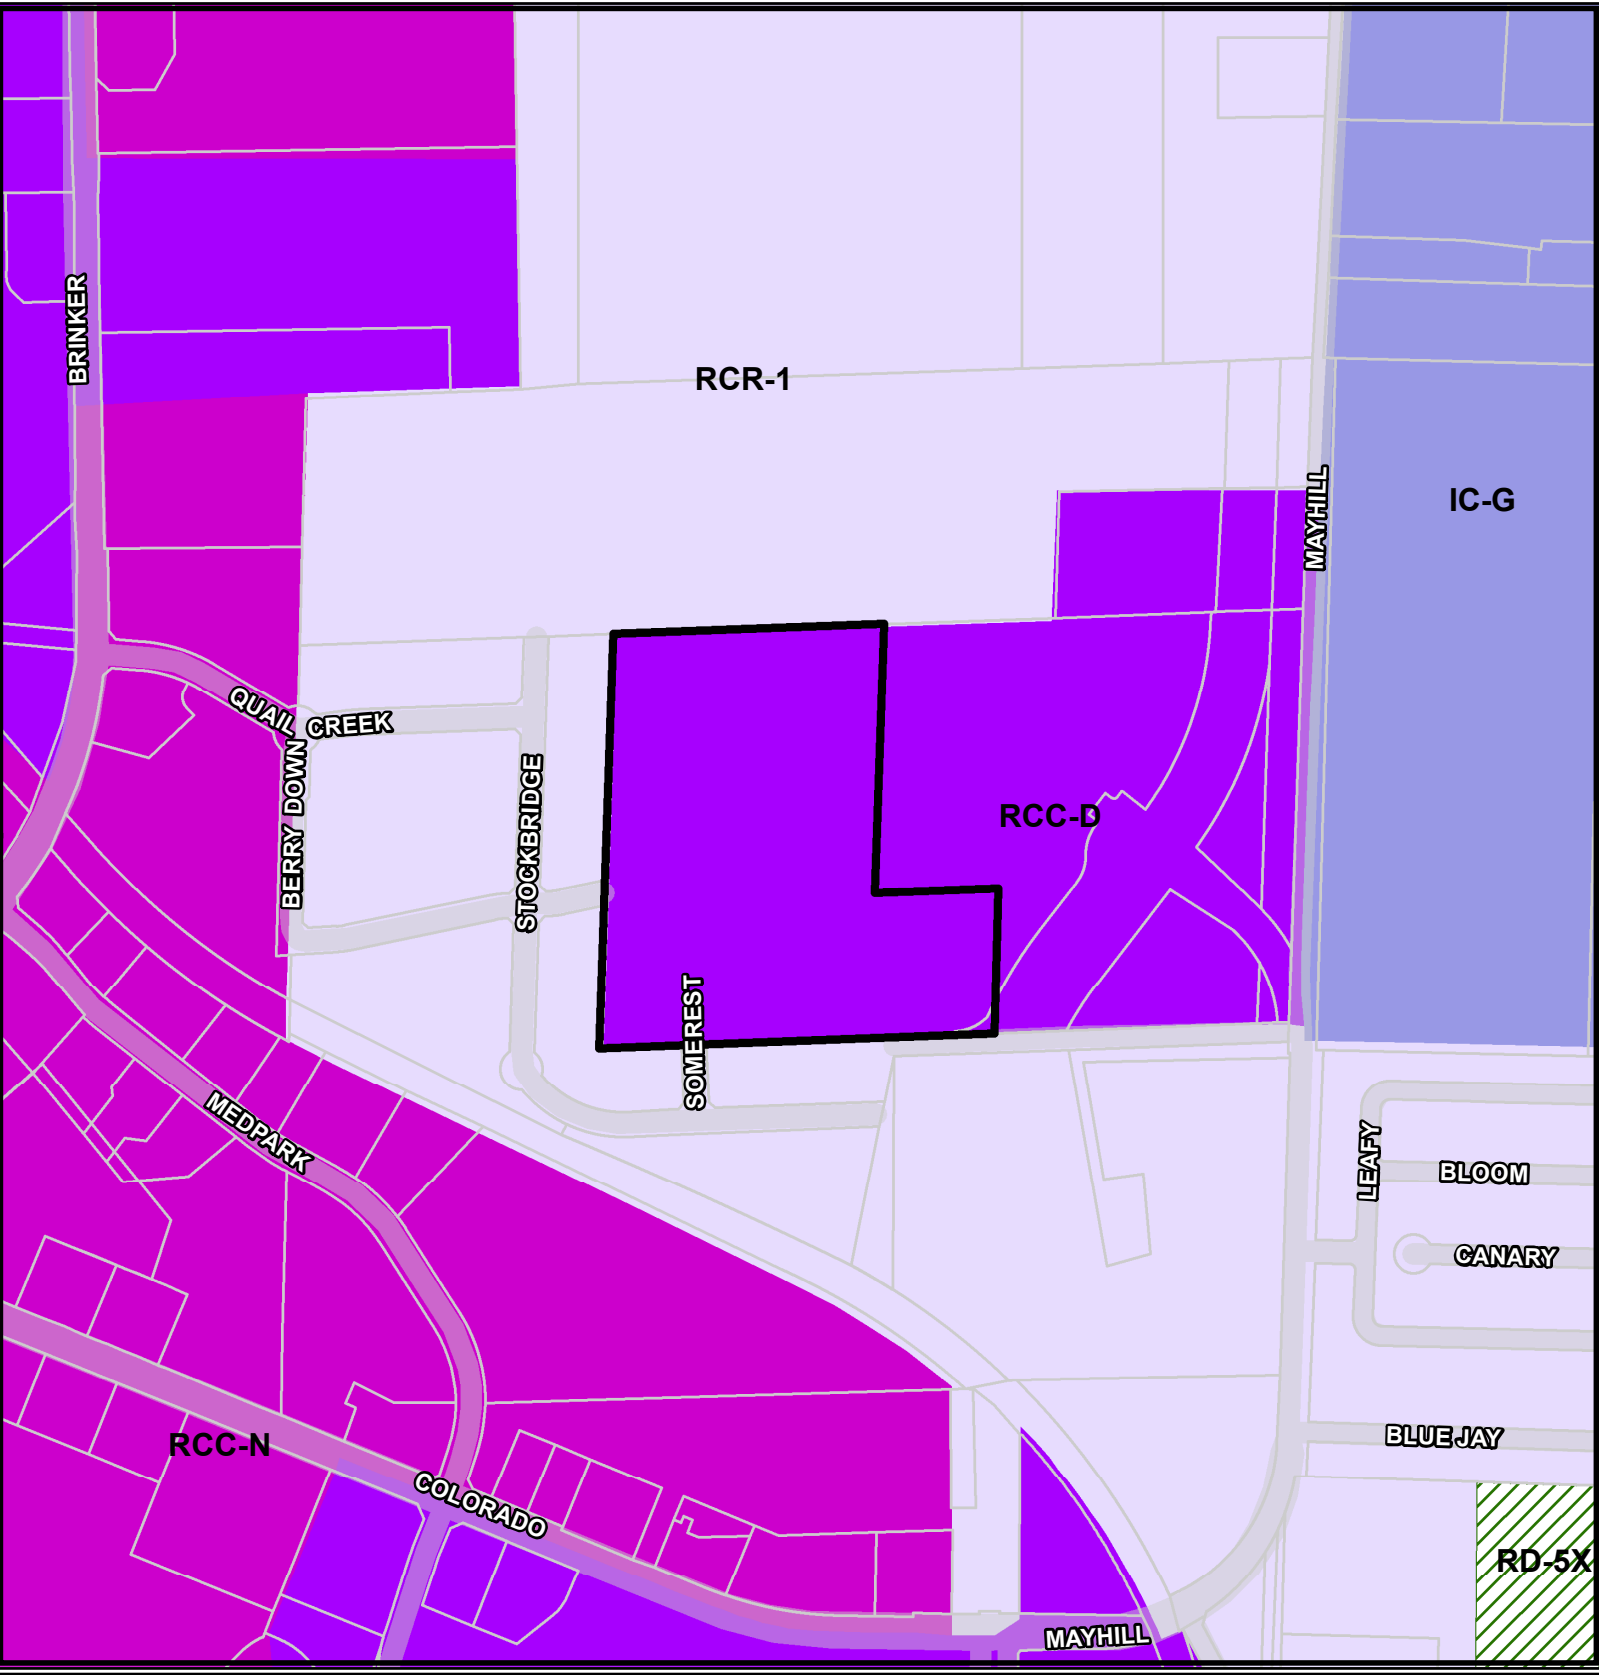 BRINKER
RCR-1
MAYHILL
IC-G
QUAIL CREEK
BERRY DOWN
STOCKBRIDGE
RCC-D
SOMEREST
MEDPARK
LEAFY
BLOOM
CANARY
RCC-N
COLORADO
BLUE JAY
RD-5X
MAYHILL